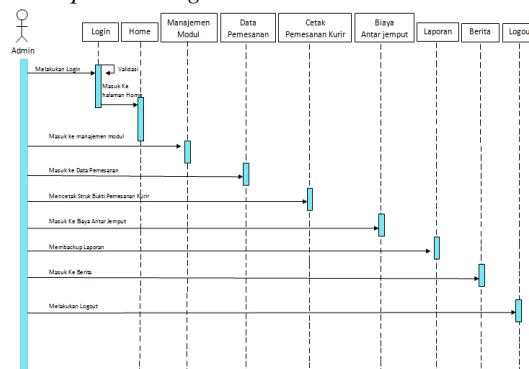 Admin
Login
Home
Manajemen
Modul
Data
Pemesanan
Cetak
Pemesanan Kurir
Biaya
Antar jemput
Laporan
Berita
Logou
Melakukan Login
Validasi
Masuk Ke
halaman Home
Masuk ke manajemen modul
Masuk ke Data Pemesanan
Mencetak Struk Bukti Pemesanan Kurir
Masuk Ke Biaya Antar Jemput
Membackup Laporan
Masuk Ke Berita
Melakukan Logout